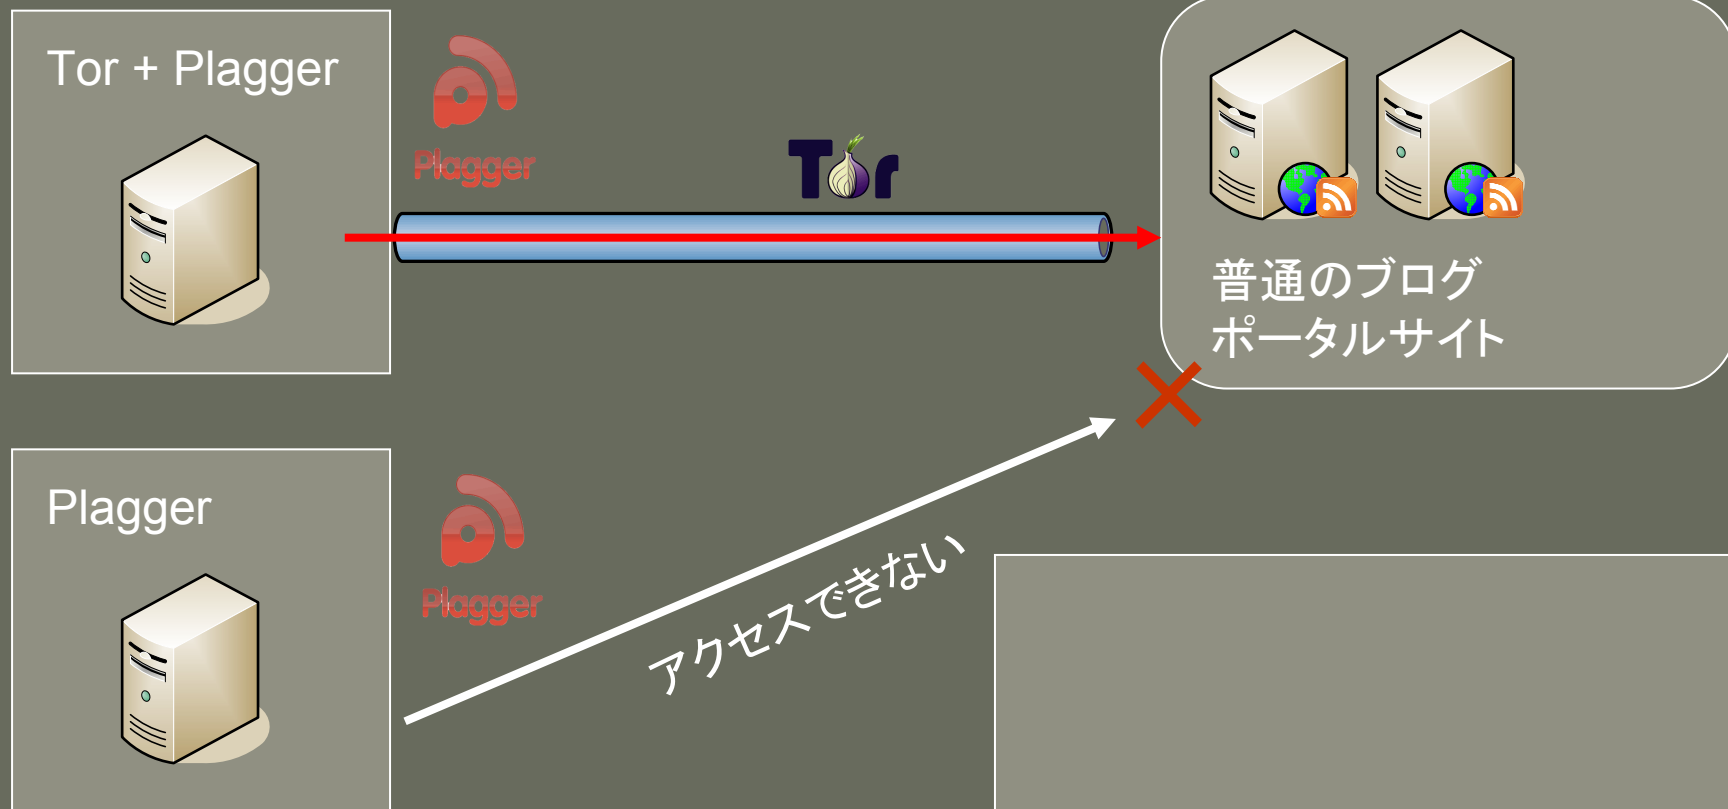 Tor + Plagger
Plagger
Tor
普通のブログ
ポータルサイト
Plagger
Plagger
アクセスできない